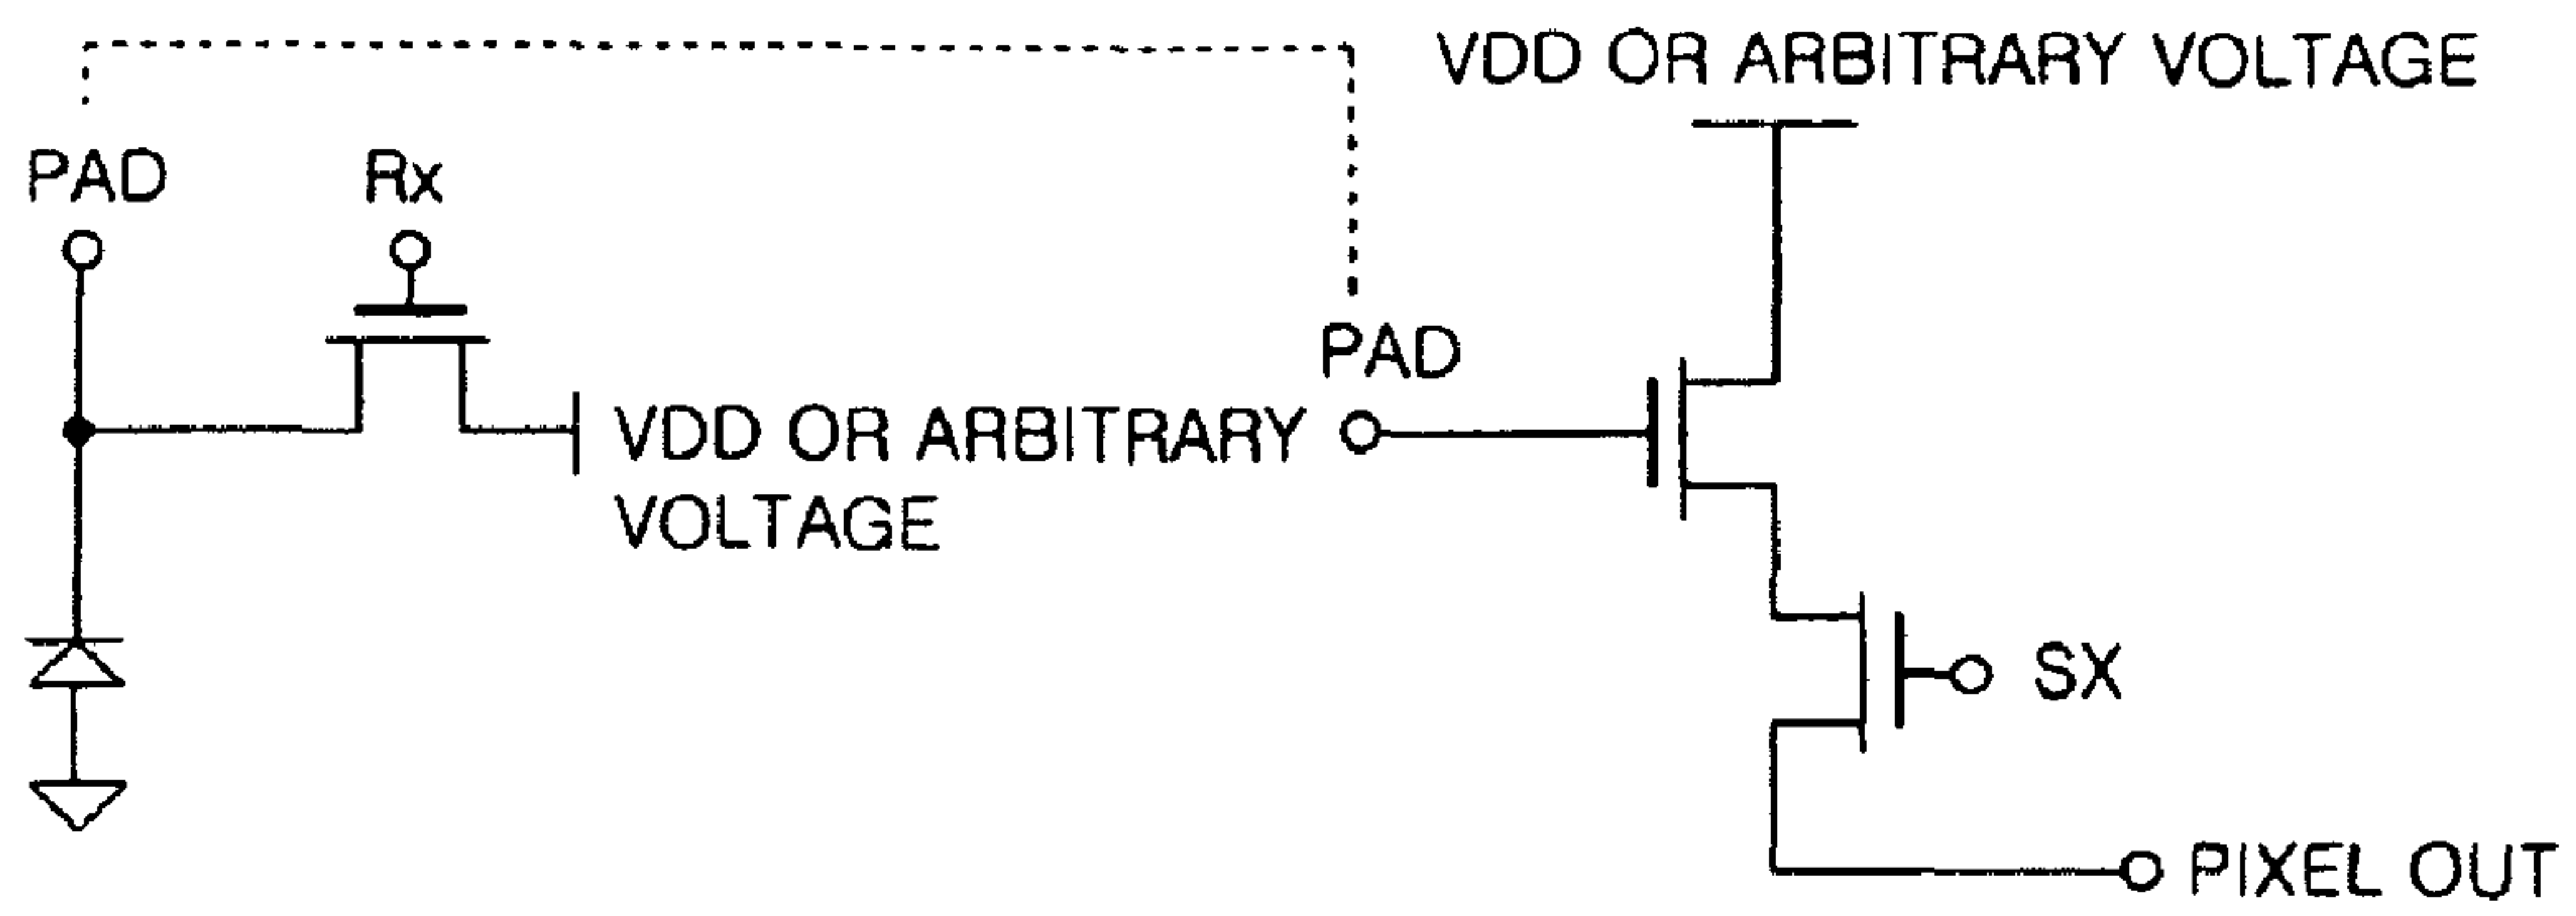 VDD OR ARBITRARY VOLTAGE
PAD
Rx
PAD
VDD OR ARBITRARY
VOLTAGE
SX
PIXEL OUT